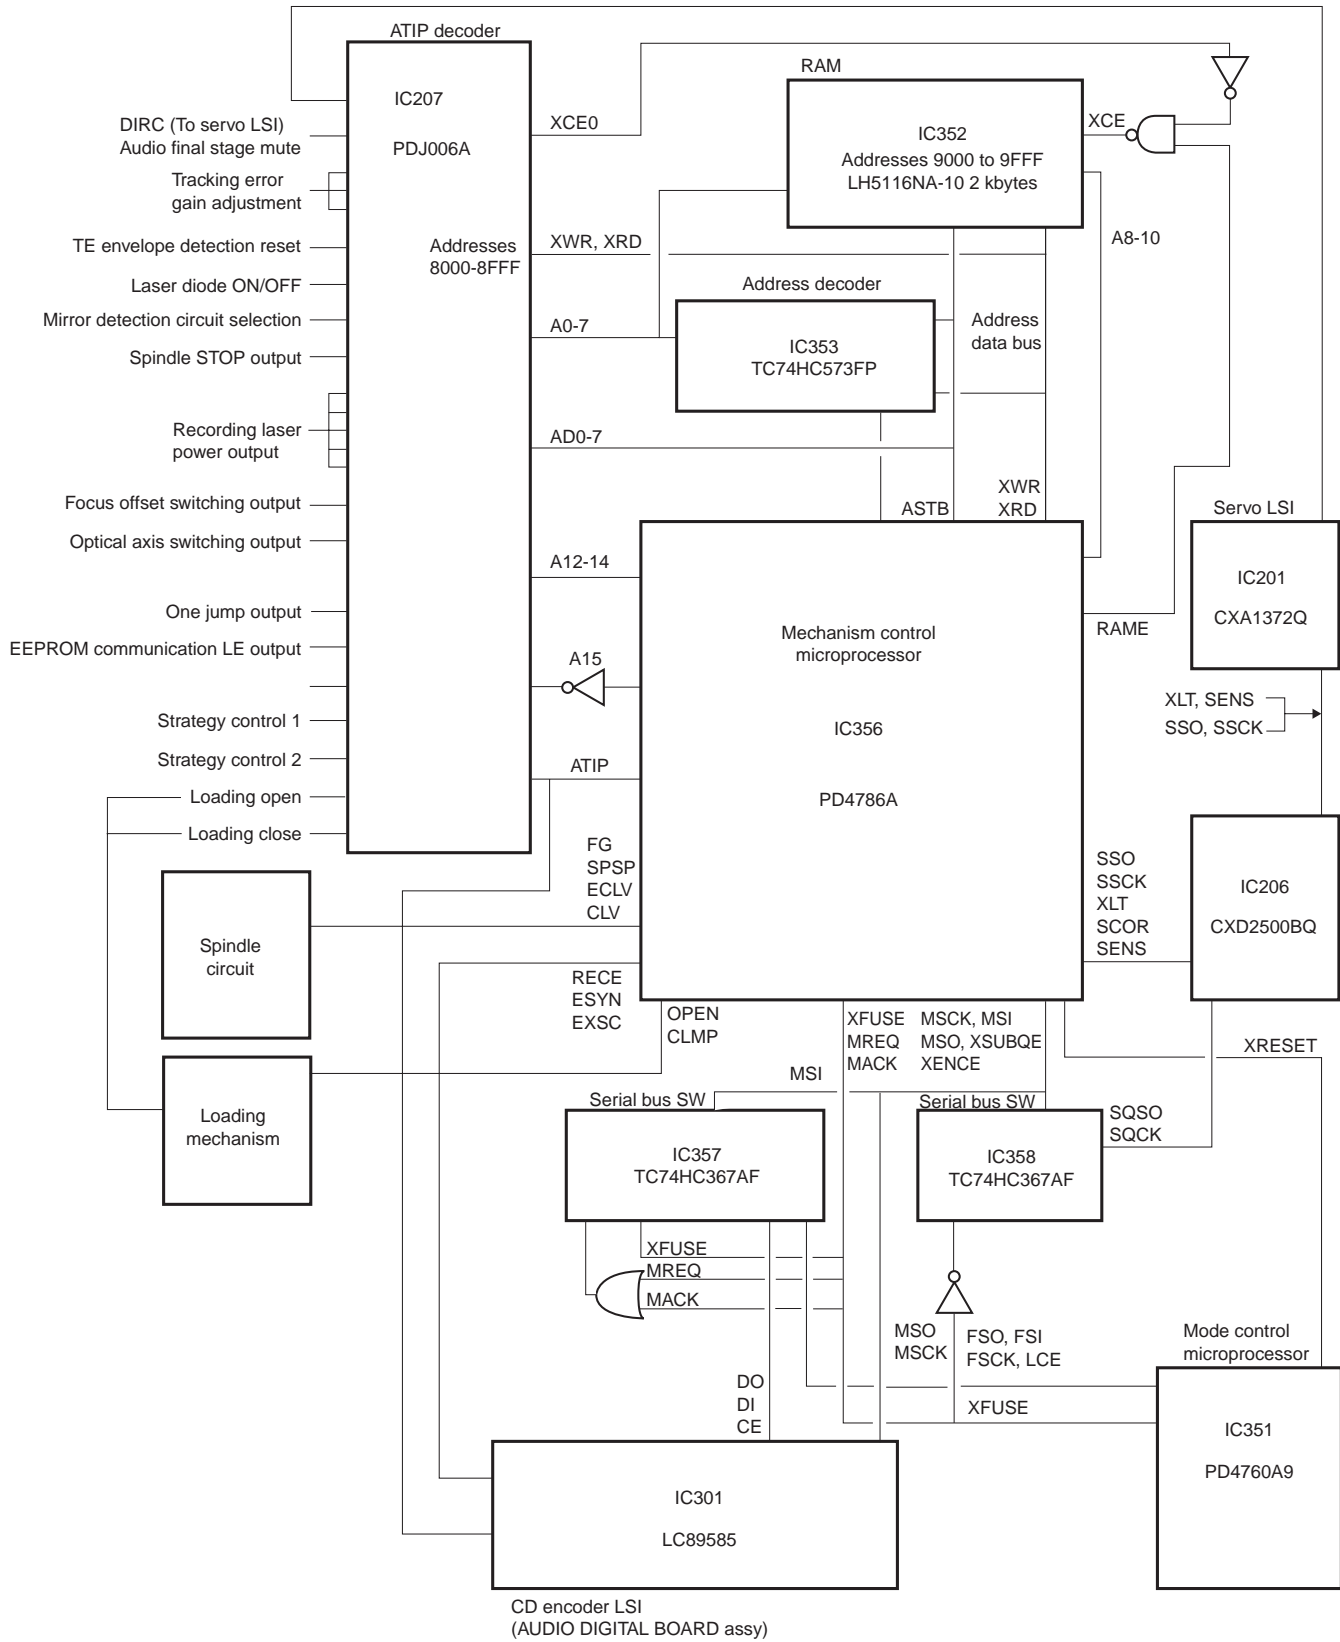 ATIP decoder
IC207
PDJ006A
Addresses
8000-8FFF
DIRC (To servo LSI)
Audio final stage mute
Tracking error
gain adjustment
TE envelope detection reset
Laser diode ON/OFF
Mirror detection circuit selection
Spindle STOP output
Recording laser
power output
Focus offset switching output
Optical axis switching output
One jump output
EEPROM communication LE output
Strategy control 1
Strategy control 2
Loading open
Loading close
XCE0
XWR, XRD
A0-7
AD0-7
A12-14
A15
ATIP
RAM
IC352
Addresses 9000 to 9FFF
LH5116NA-10 2 kbytes
XCE
A8-10
Address decoder
IC353
TC74HC573FP
Address
data bus
ASTB
XWR
XRD
Mechanism control
microprocessor
IC356
PD4786A
RAME
Servo LSI
IC201
CXA1372Q
XLT, SENS
SSO, SSCK
SSO
SSCK
XLT
SCOR
SENS
IC206
CXD2500BQ
FG
SPSP
ECLV
CLV
Spindle
circuit
RECE
ESYN
EXSC
OPEN
CLMP
Loading
mechanism
XFUSE
MREQ
MACK
MSCK, MSI
MSO, XSUBQE
XENCE
XRESET
MSI
Serial bus SW
IC357
TC74HC367AF
Serial bus SW
IC358
TC74HC367AF
SQSO
SQCK
XFUSE
MREQ
MACK
MSO
MSCK
FSO, FSI
FSCK, LCE
XFUSE
DO
DI
CE
Mode control
microprocessor
IC351
PD4760A9
IC301
LC89585
CD encoder LSI
(AUDIO DIGITAL BOARD assy)